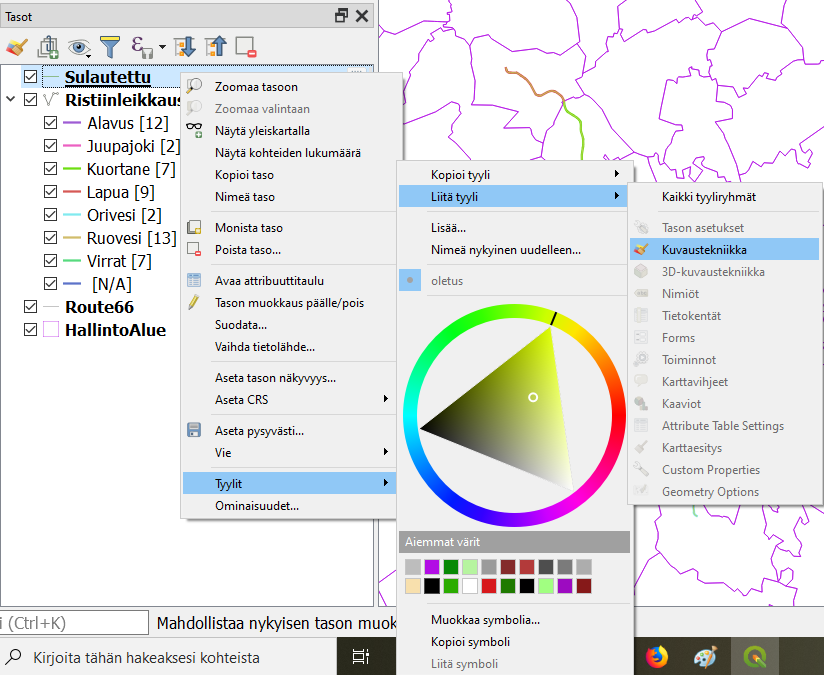 Tasot
Sulautettu
Ristiinleikkaus
Alavus [12]
Juupajoki [2]
Kuortane [7]
Lapua [9]
Orivesi [2]
Ruovesi [13]
Virrat [7]
[N/A]
Route66
HallintoAlue
Zoomaa tasoon
Zoomaa valintaan
Näytä yleiskartalla
Näytä kohteiden lukumäärä
Kopioi taso
Nimeä taso
Monista taso
Poista taso...
Avaa attribuuttitaulu
Tason muokkaus päälle/pois
Suodata...
Vaihda tietolähde...
Aseta tason näkyvyys...
Aseta CRS
Aseta pysyvästi...
Vie
Tyylit
Ominaisuudet...
Kopioi tyyli
Liitä tyyli
Lisää...
Nimeä nykyinen uudelleen...
oletus
Aiemmat värit
Muokkaa symbolia...
Kopioi symboli
Liitä symboli
Kaikki tyyliryhmät
Tason asetukset
Kuvaustekniikka
3D-kuvaustekniikka
Nimiöt
Tietokentät
Forms
Toiminnot
Karttavihjeet
Kaaviot
Attribute Table Settings
Karttaesitys
Custom Properties
Geometry Options
i (Ctrl+K)
Mahdollistaa nykyisen tason muok
Kirjoita tähän hakeaksesi kohteista